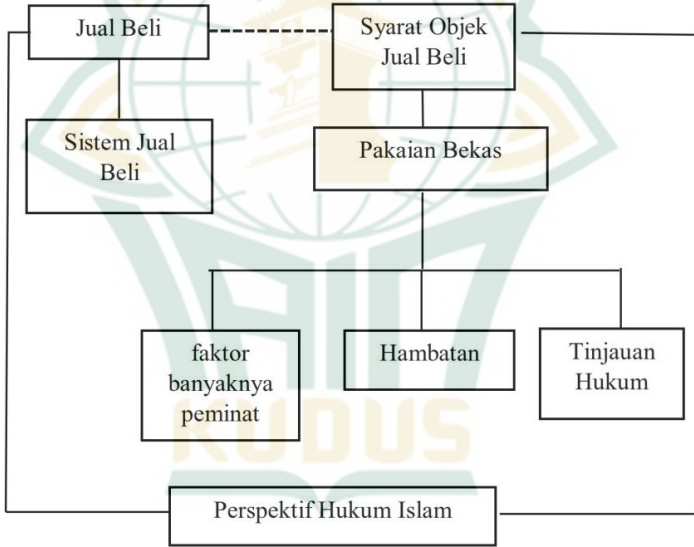 Jual Beli
Syarat Objek
Jual Beli
Sistem Jual
Beli
Pakaian Bekas
faktor
banyaknya
peminat
Hambatan
Tinjauan
Hukum
KUDUS
Perspektif Hukum Islam